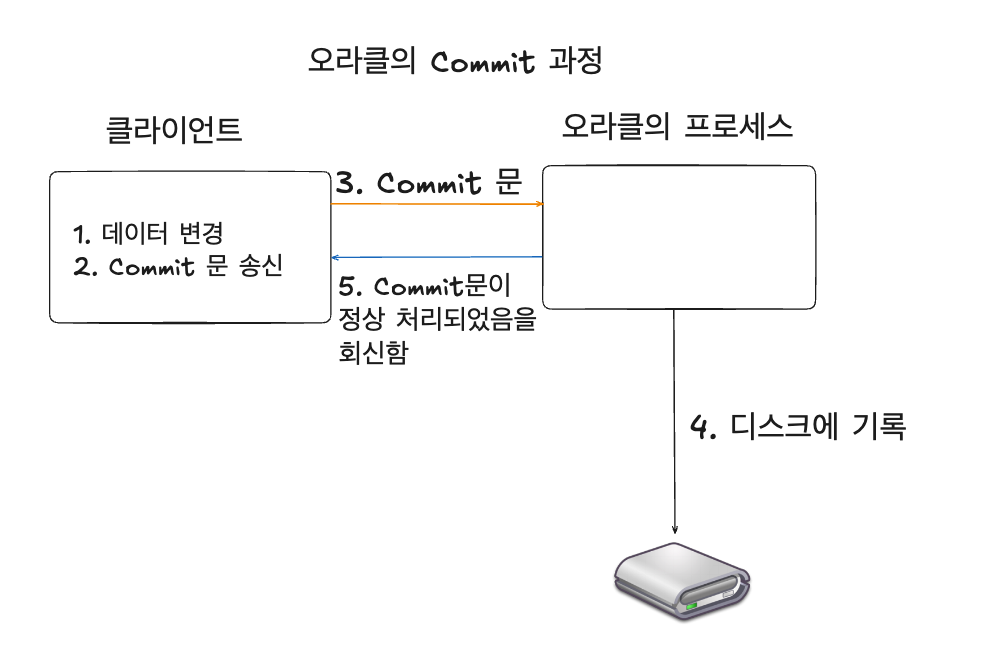 오라클의 Commit 과정
클라이언트
오라클의 프로세스
1. 데이터 변경
2. Commit 문 송신
3. Commit 문
5. Commit문이
정상 처리되었음을
회신함
4. 디스크에 기록